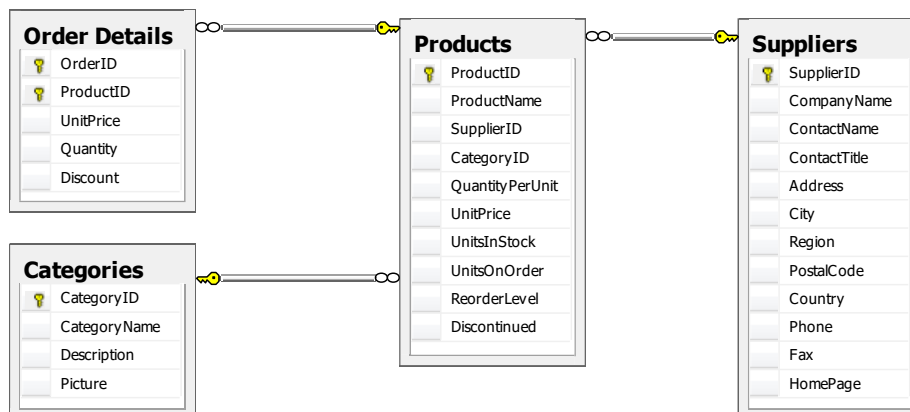 Order Details
OrderID
ProductID
UnitPrice
Quantity
Discount
Categories
CategoryID
CategoryName
Description
Picture
Products
ProductID
ProductName
SupplierID
CategoryID
QuantityPerUnit
UnitPrice
UnitsInStock
UnitsOnOrder
ReorderLevel
Discontinued
Suppliers
SupplierID
CompanyName
ContactName
ContactTitle
Address
City
Region
PostalCode
Country
Phone
Fax
HomePage